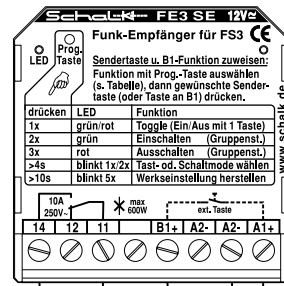 Schalk FE3 SE 12V≂
Funk-Empfänger für FS3 CE
LED
Prog.
Taste
Sendertaste u. B1-Funktion zuweisen:
Funktion mit Prog.-Taste auswählen
(s. Tabelle), dann gewünschte Sender-
taste (oder Taste an B1) drücken.
drücken LED Funktion
1x grün/rot Toggle (Ein/Aus mit 1 Taste)
2x grün Einschalten (Gruppenst.)
3x rot Ausschalten (Gruppenst.)
>4s blinkt 1x/2x Tast- od. Schaltmode wählen
>10s blinkt 5x Werkseinstellung herstellen
www.schalk.de
10A
250V~
max
600W
ext. Taste
14 12 11 B1+ A2- A2- A1+